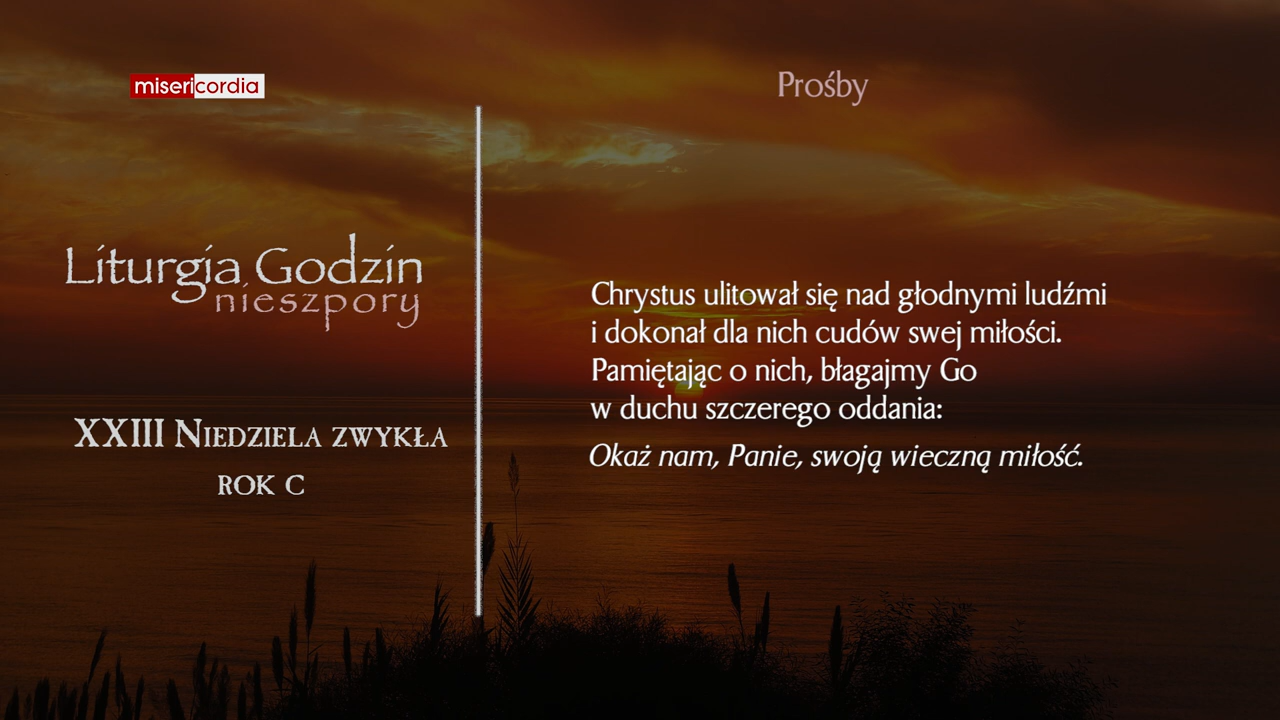 misericordia
Liturgia Godzin
nieszpory
XXIII Niedziela zwykła
rok C
Prośby
Chrystus ulitował się nad głodnymi ludźmi
i dokonał dla nich cudów swej miłości.
Pamiętając o nich, błagajmy Go
w duchu szczerego oddania:
Okaż nam, Panie, swoją wieczną miłość.